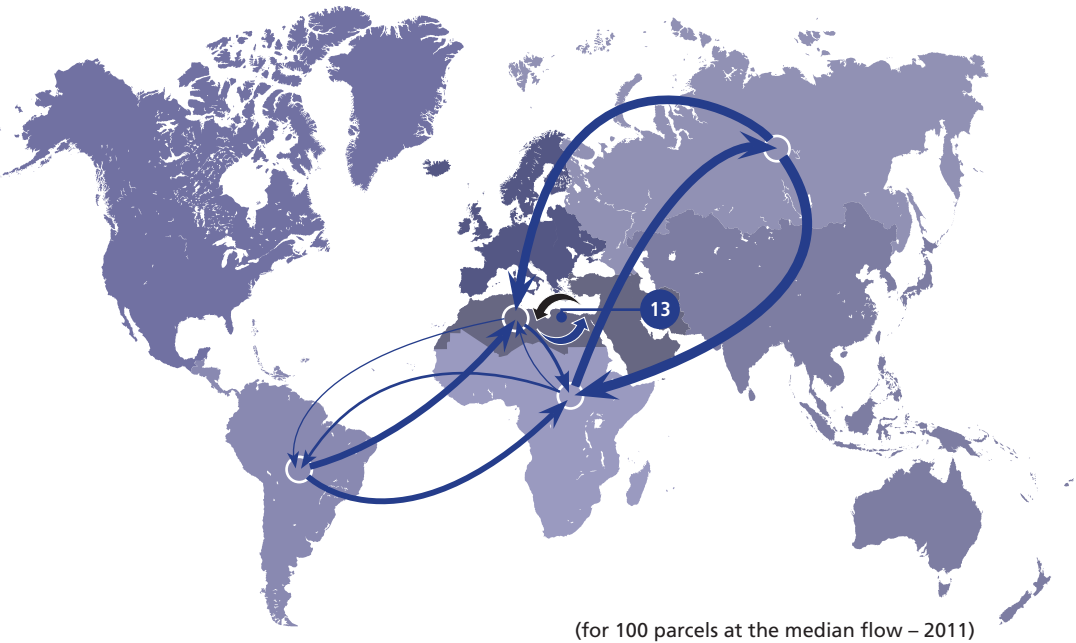 13
(for 100 parcels at the median flow – 2011)